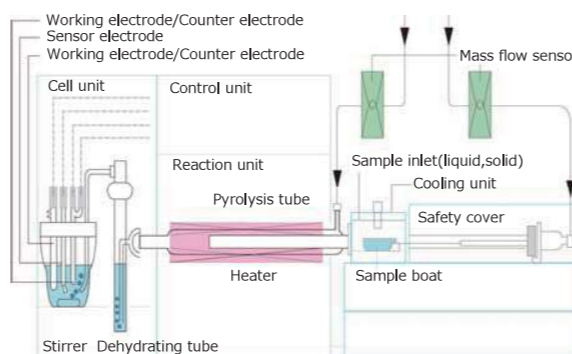 Working electrode/Counter electrode
Sensor electrode
Working electrode/Counter electrode
Mass flow senso
Cell unit
Control unit
Reaction unit
Sample inlet(liquid,solid)
Cooling unit
Pyrolysis tube
Safety cover
Heater
Sample boat
Stirrer
Dehydrating tube